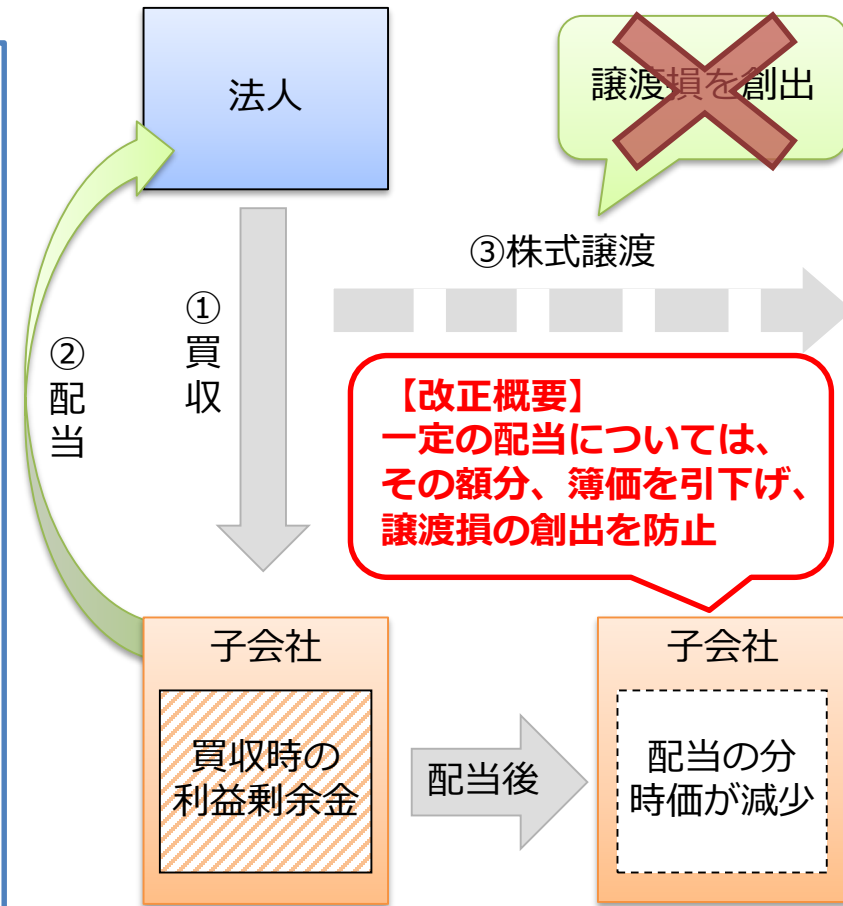 法人
譲渡損を創出
③株式譲渡
①
買
収
②
配
当
【改正概要】
一定の配当については、
その額分、簿価を引下げ、
譲渡損の創出を防止
子会社
買収時の
利益剰余金
配当後
子会社
配当の分
時価が減少